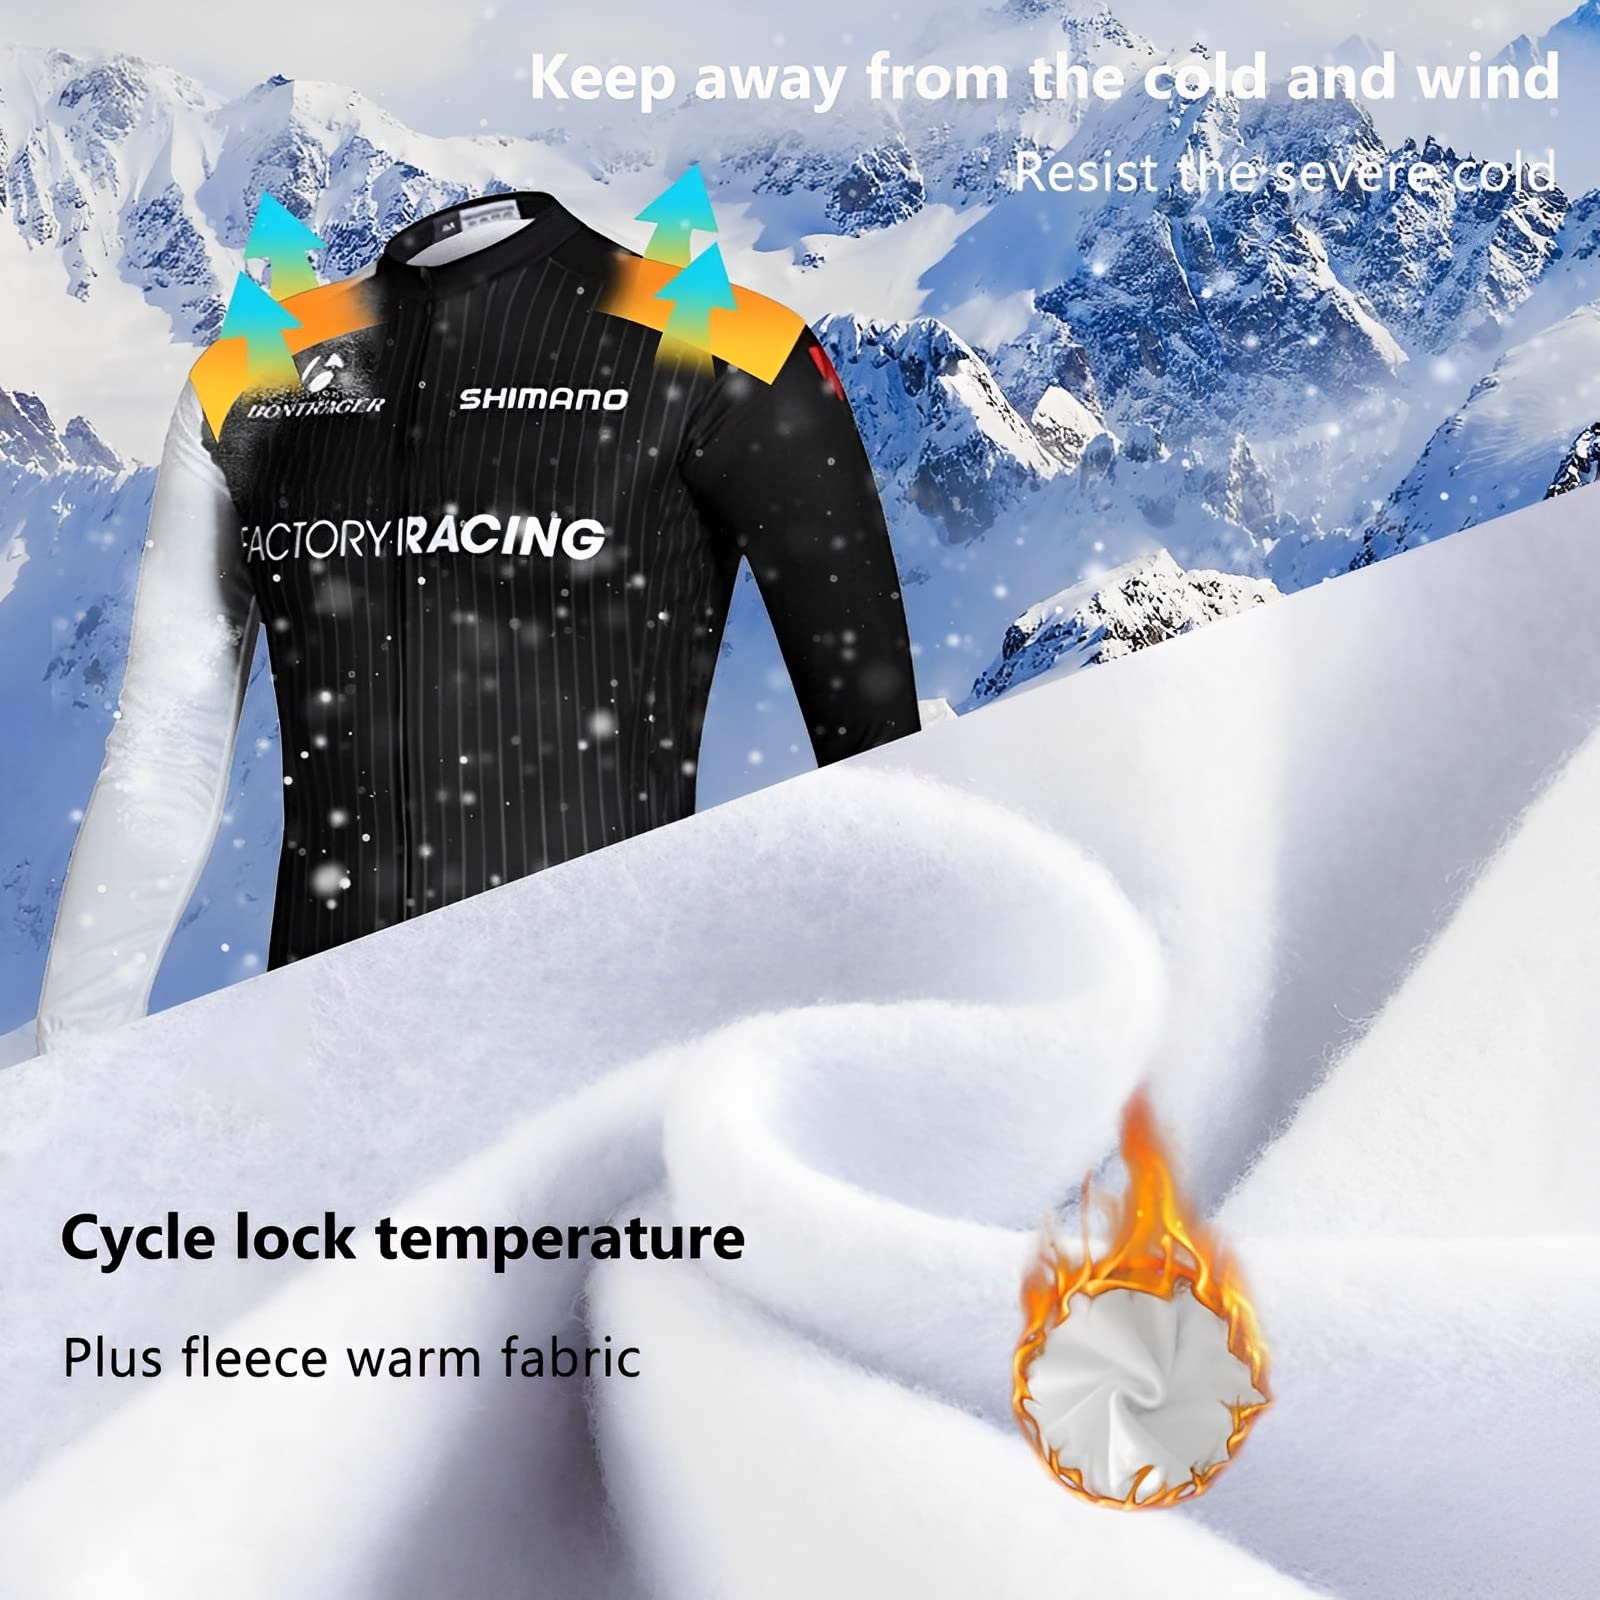 Keep away from the cold and wind
Resist the severe cold
BONTRAGER
SHIMANO
FACTORY RACING
Cycle lock temperature
Plus fleece warm fabric